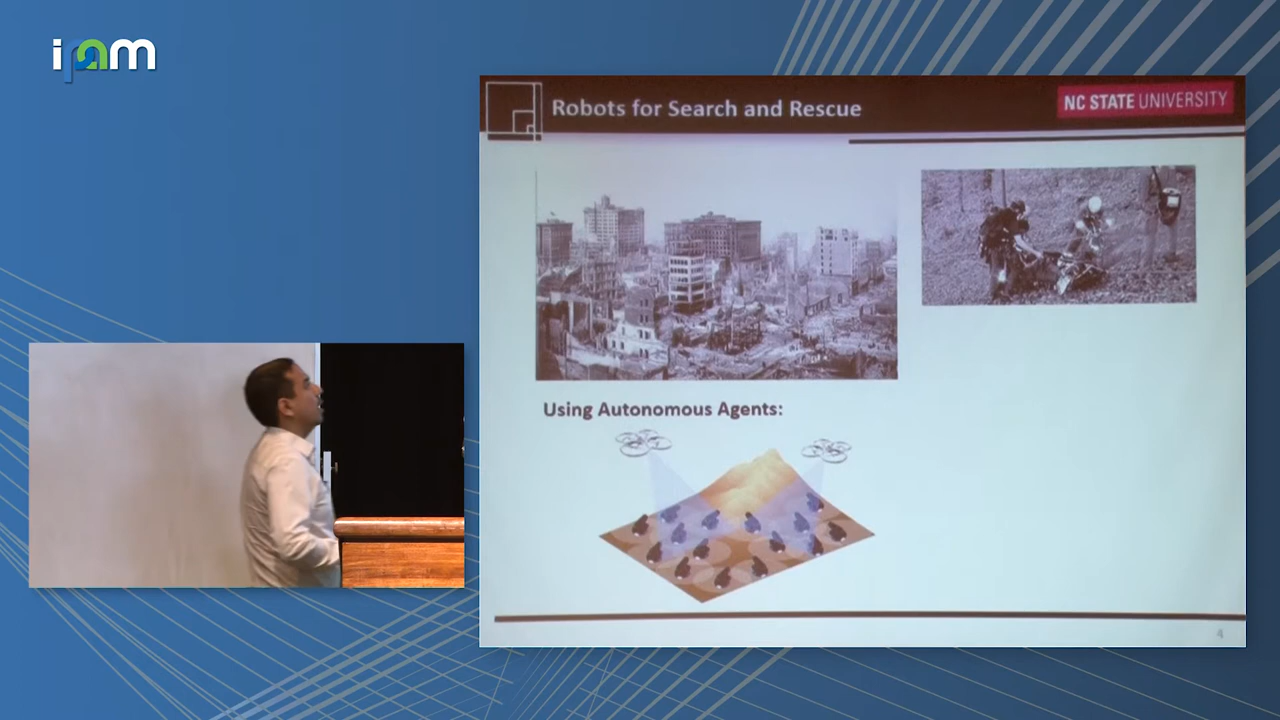 ipam
Robots for Search and Rescue
NC STATE UNIVERSITY
Using Autonomous Agents:
4